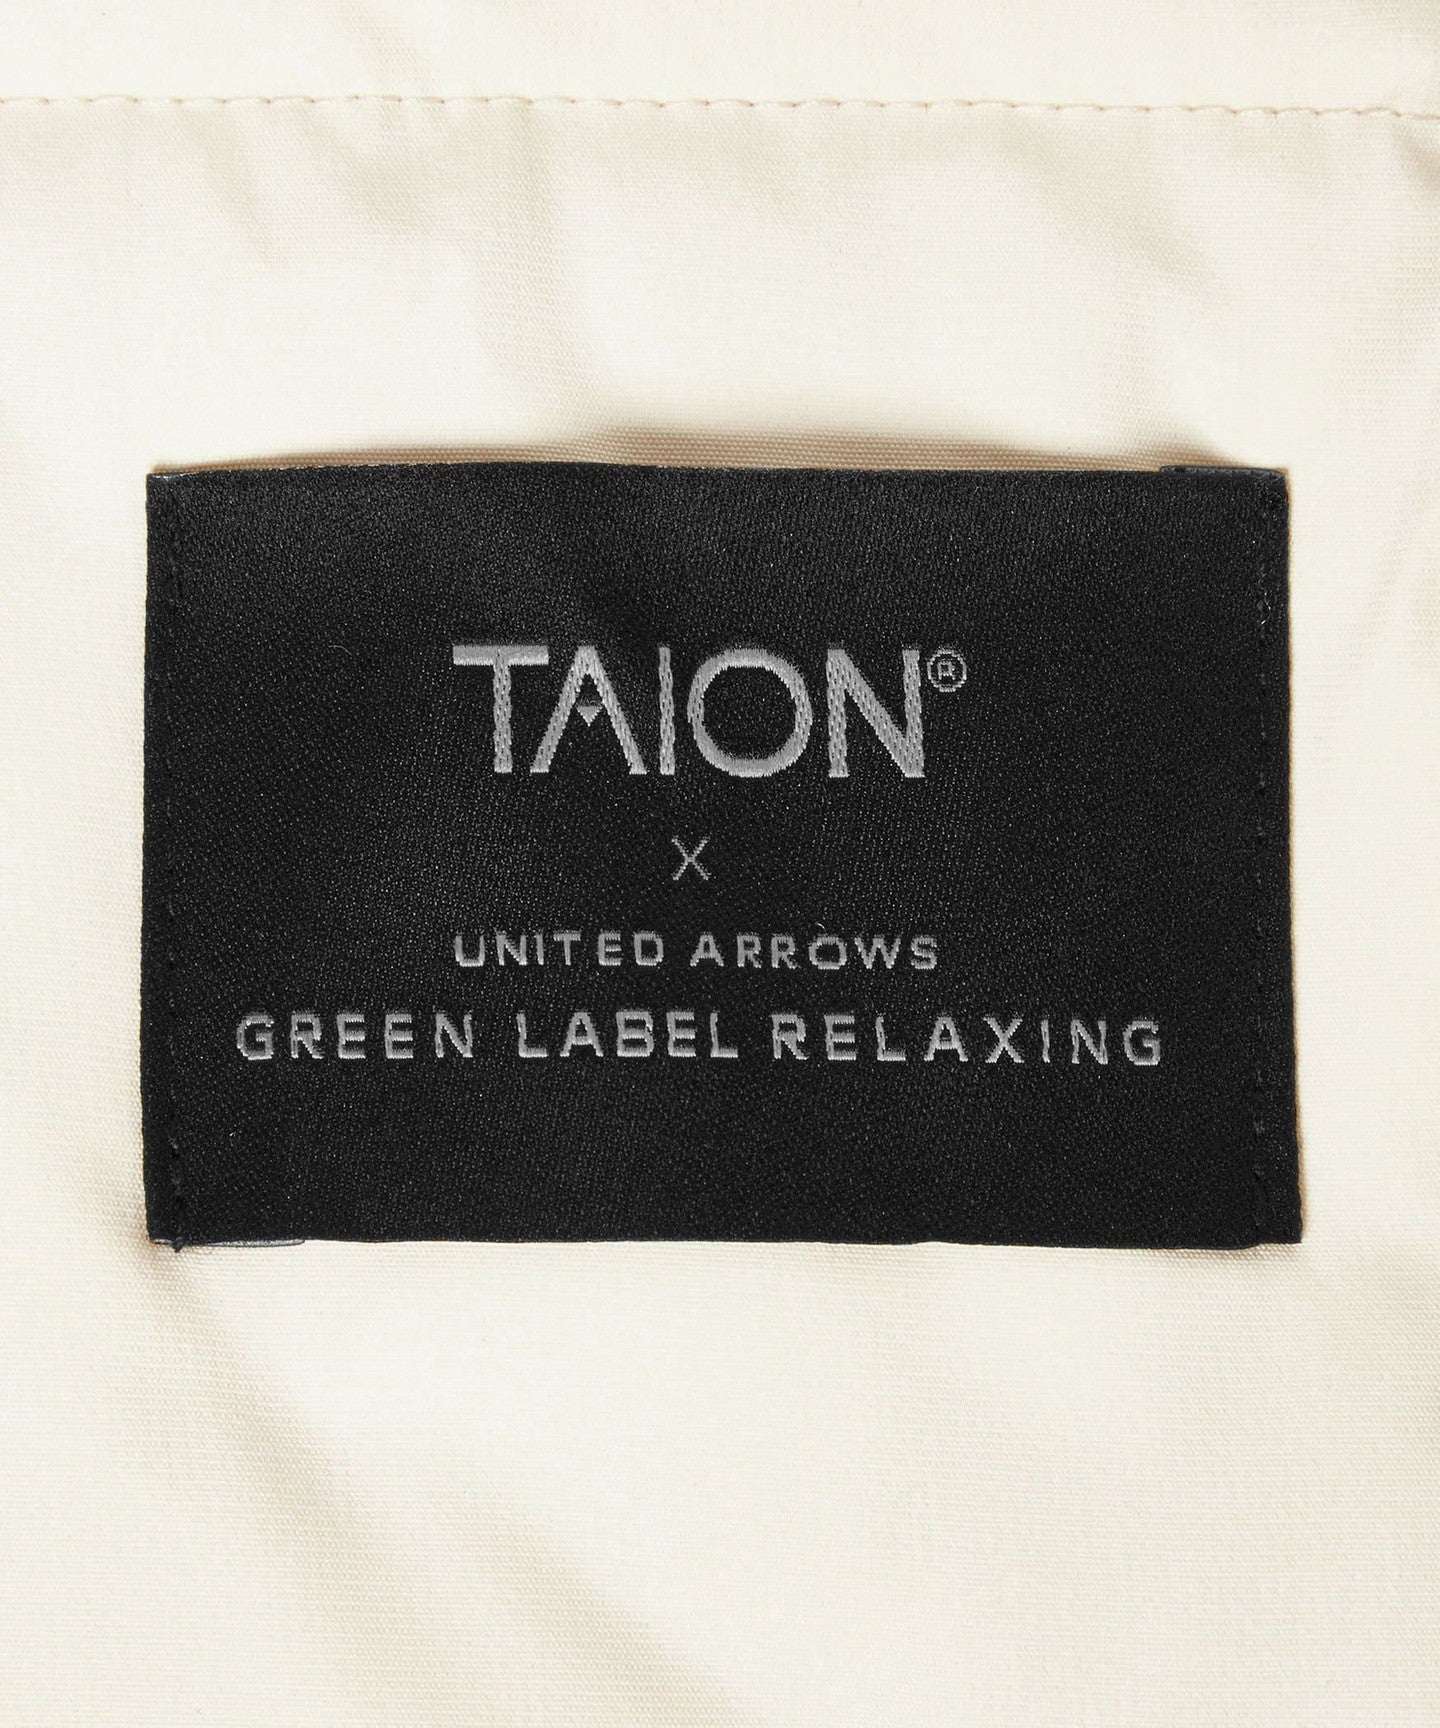 TAION®
X
UNITED ARROWS
GREEN LABEL RELAXING